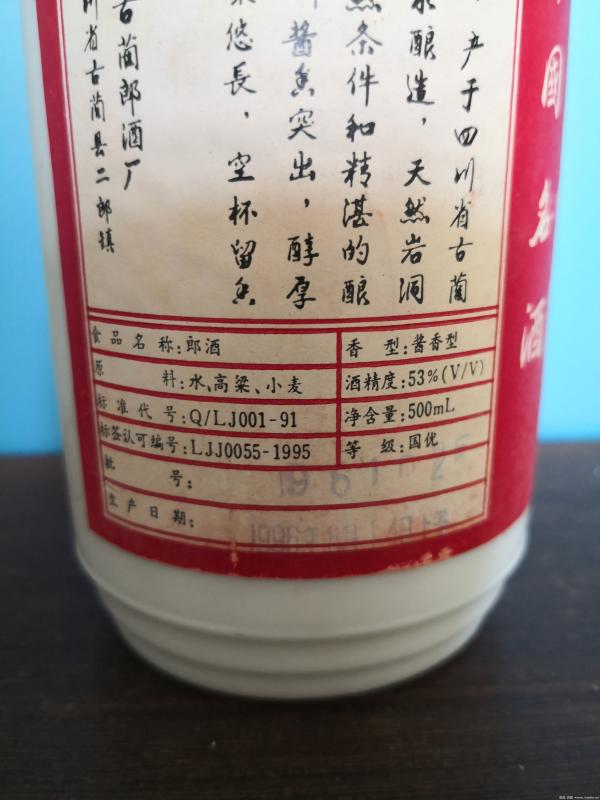 产于四川省古蔺
酿造，天然岩洞
条件和精湛的酿
酱香突出，醇厚
悠長，空杯留香
古蔺郎酒厂
川省古蔺县二郎镇
國名酒
食品名称：郎酒
香型：酱香型
原料：水、高粱、小麦
酒精度：53%(V/V)
标准代号：Q/LJ001-91
净含量：500mL
标签认可编号：LJJ0055-1995
等级：国优
批号：
生产日期：